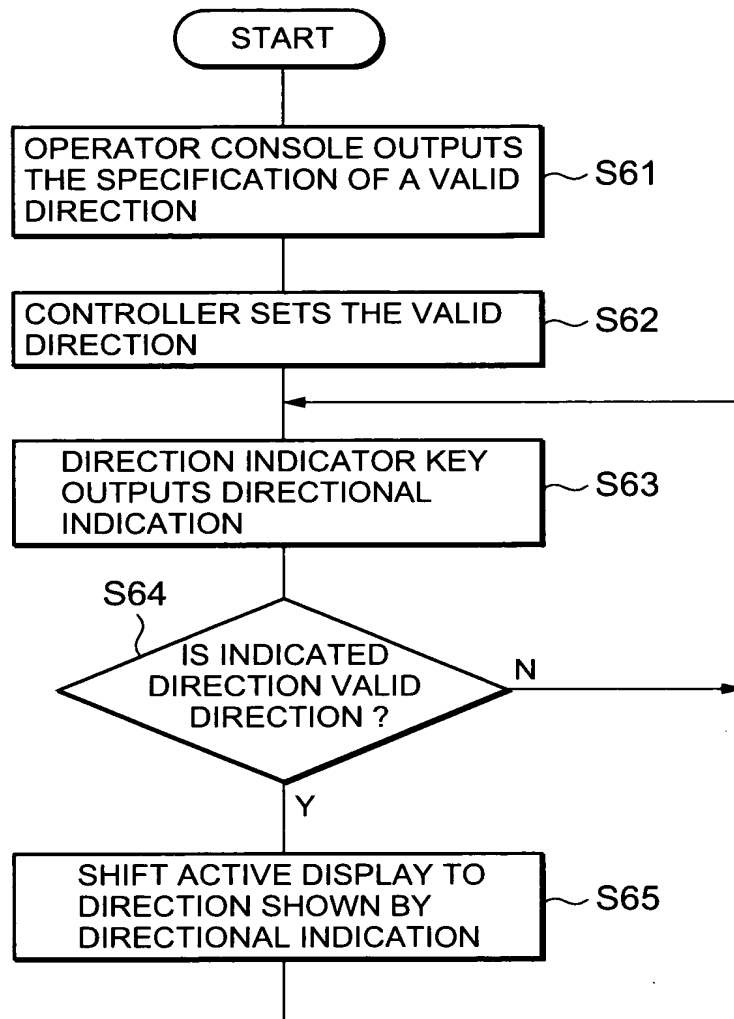 START
OPERATOR CONSOLE OUTPUTS
THE SPECIFICATION OF A VALID
DIRECTION
S61
CONTROLLER SETS THE VALID
DIRECTION
S62
DIRECTION INDICATOR KEY
OUTPUTS DIRECTIONAL
INDICATION
S63
S64
IS INDICATED
DIRECTION VALID
DIRECTION ?
N
Y
SHIFT ACTIVE DISPLAY TO
DIRECTION SHOWN BY
DIRECTIONAL INDICATION
S65